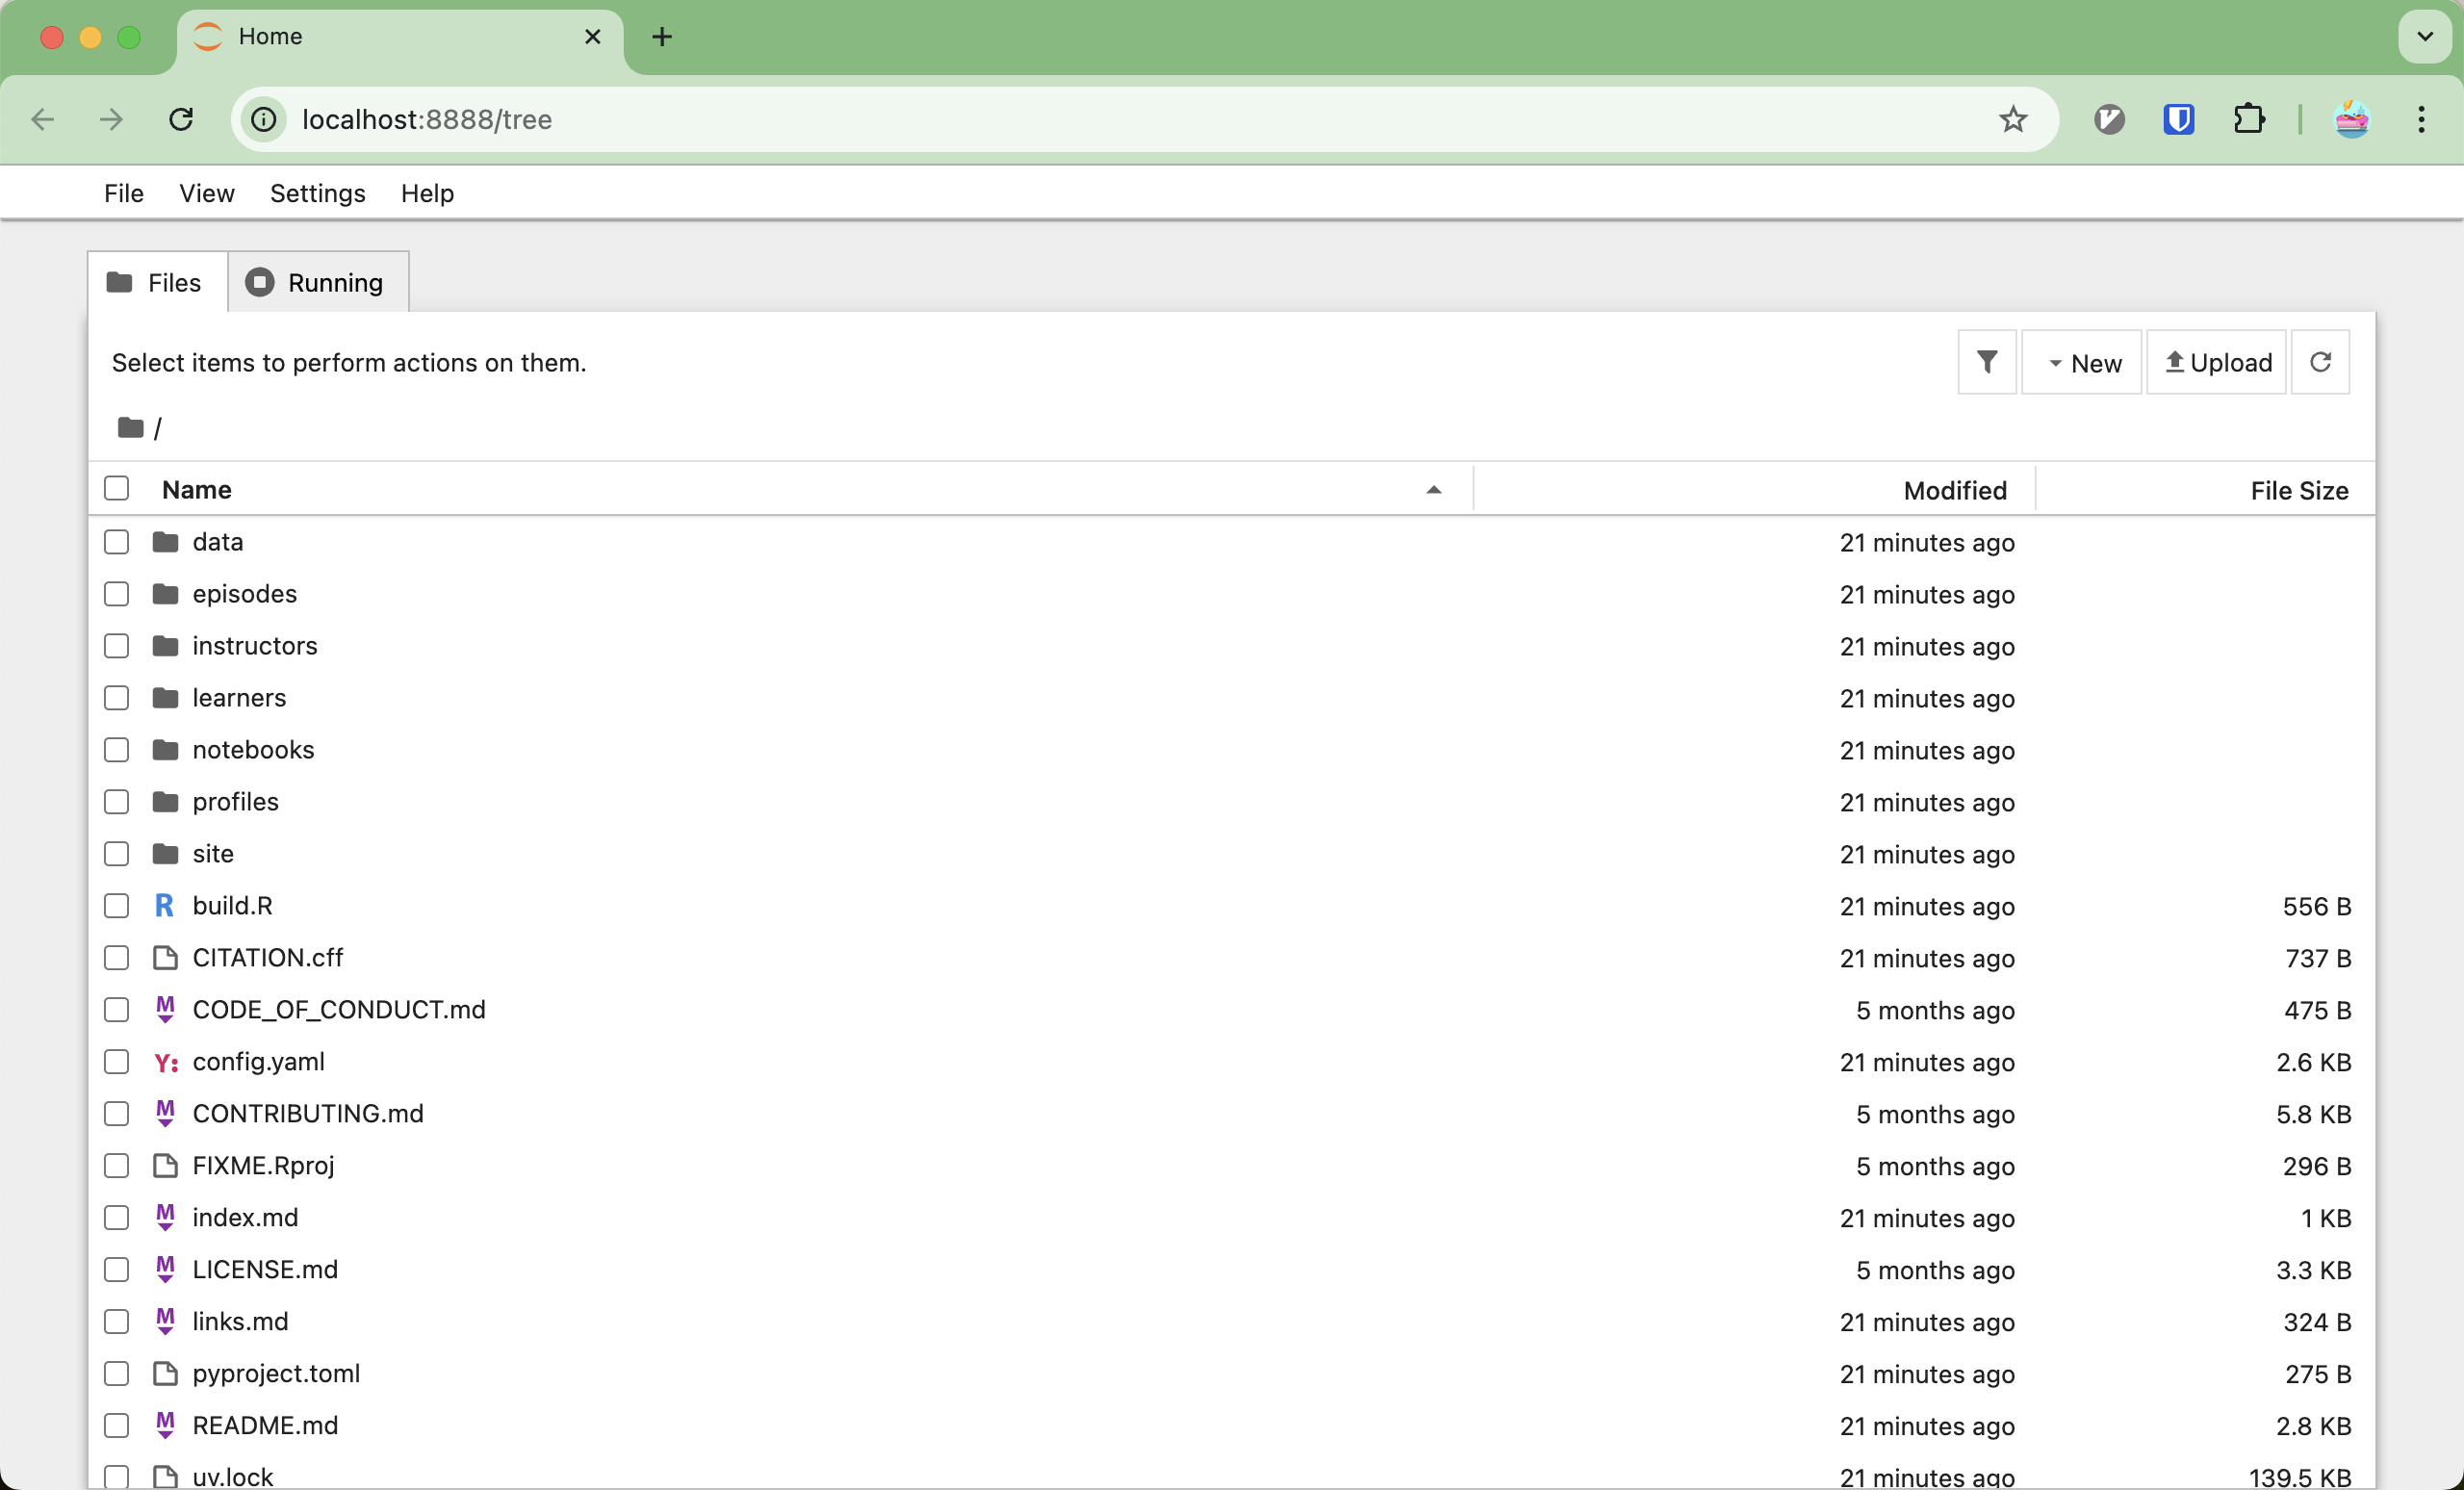 Home
localhost:8888/tree
File View Settings Help
Files Running
Select items to perform actions on them.
New Upload
/
Name Modified File Size
data 21 minutes ago
episodes 21 minutes ago
instructors 21 minutes ago
learners 21 minutes ago
notebooks 21 minutes ago
profiles 21 minutes ago
site 21 minutes ago
build.R 21 minutes ago 556 B
CITATION.cff 21 minutes ago 737 B
CODE_OF_CONDUCT.md 5 months ago 475 B
config.yaml 21 minutes ago 2.6 KB
CONTRIBUTING.md 5 months ago 5.8 KB
FIXME.Rproj 5 months ago 296 B
index.md 21 minutes ago 1 KB
LICENSE.md 5 months ago 3.3 KB
links.md 21 minutes ago 324 B
pyproject.toml 21 minutes ago 275 B
README.md 21 minutes ago 2.8 KB
uv.lock 21 minutes ago 139.5 KB